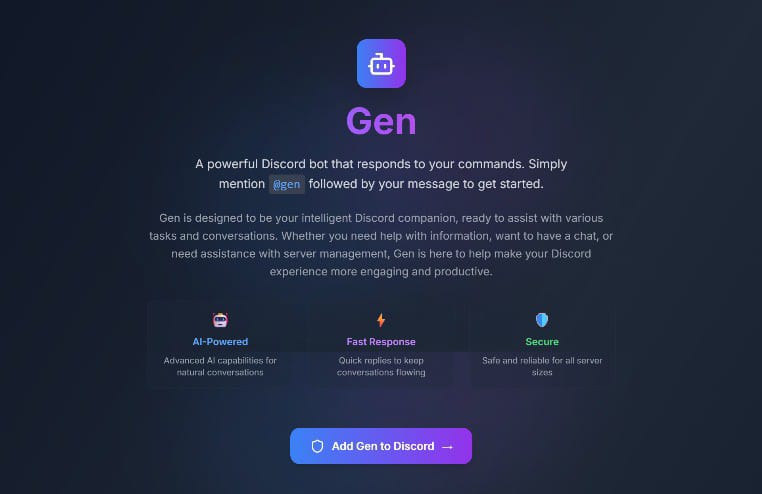 Gen
A powerful Discord bot that responds to your commands. Simply
mention @gen followed by your message to get started.
Gen is designed to be your intelligent Discord companion, ready to assist with various
tasks and conversations. Whether you need help with information, want to have a chat, or
need assistance with server management, Gen is here to help make your Discord
experience more engaging and productive.
AI-Powered
Advanced AI capabilities for
natural conversations
Fast Response
Quick replies to keep
conversations flowing
Secure
Safe and reliable for all server
sizes
Add Gen to Discord →